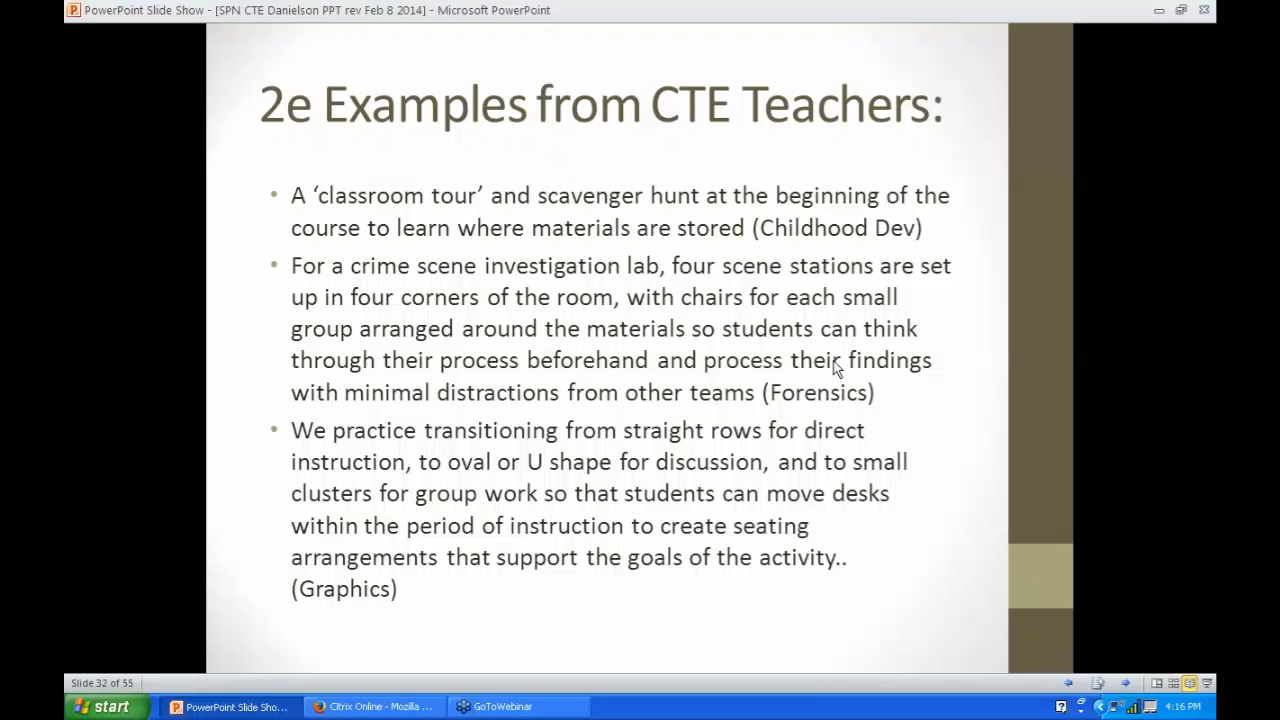 PowerPoint Slide Show - [SPN CTE Danielson PPT rev Feb 8 2014] - Microsoft PowerPoint
2e Examples from CTE Teachers:
• A ‘classroom tour’ and scavenger hunt at the beginning of the
course to learn where materials are stored (Childhood Dev)
• For a crime scene investigation lab, four scene stations are set
up in four corners of the room, with chairs for each small
group arranged around the materials so students can think
through their process beforehand and process their findings
with minimal distractions from other teams (Forensics)
• We practice transitioning from straight rows for direct
instruction, to oval or U shape for discussion, and to small
clusters for group work so that students can move desks
within the period of instruction to create seating
arrangements that support the goals of the activity..
(Graphics)
Slide 32 of 55
start PowerPoint Slide Sho... Citrix Online - Mozilla ... GoToWebinar 4:16 PM